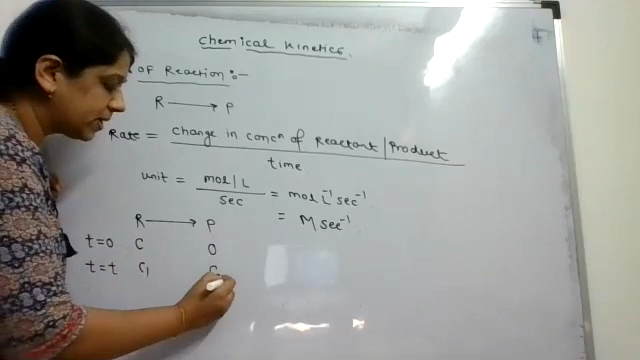 Chemical Kinetics.
of Reaction:-
R ⟶ P
Rate = Change in concn of Reactant/Product
time
unit = mol/L = mol L⁻¹ sec⁻¹
sec
= M sec⁻¹
R ⟶ P
t=0 C O
t=t C₁